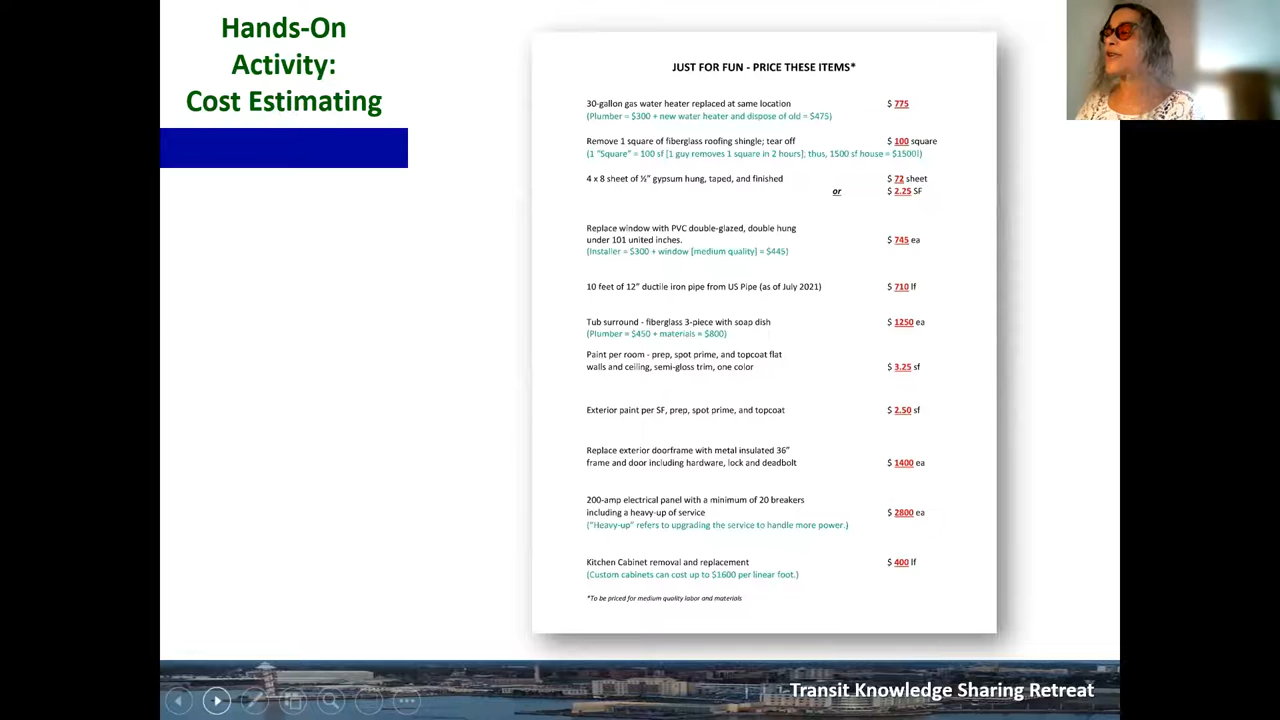 Hands-On
Activity:
Cost Estimating
JUST FOR FUN - PRICE THESE ITEMS*
30-gallon gas water heater replaced at same location $ 775
(Plumber = $300 + new water heater and dispose of old = $475)
Remove 1 square of fiberglass roofing shingle; tear off $ 100 square
(1 "Square" = 100 sf [1 guy removes 1 square in 2 hours]; thus, 1500 sf house = $1500!)
4 x 8 sheet of ½" gypsum hung, taped, and finished $ 72 sheet
or $ 2.25 SF
Replace window with PVC double-glazed, double hung
under 101 united inches. $ 745 ea
(Installer = $300 + window [medium quality] = $445)
10 feet of 12" ductile iron pipe from US Pipe (as of July 2021) $ 710 lf
Tub surround - fiberglass 3-piece with soap dish $ 1250 ea
(Plumber = $450 + materials = $800)
Paint per room - prep, spot prime, and topcoat flat
walls and ceiling, semi-gloss trim, one color $ 3.25 sf
Exterior paint per SF, prep, spot prime, and topcoat $ 2.50 sf
Replace exterior doorframe with metal insulated 36"
frame and door including hardware, lock and deadbolt $ 1400 ea
200-amp electrical panel with a minimum of 20 breakers
including a heavy-up of service $ 2800 ea
("Heavy-up" refers to upgrading the service to handle more power.)
Kitchen Cabinet removal and replacement $ 400 lf
(Custom cabinets can cost up to $1600 per linear foot.)
*To be priced for medium quality labor and materials
Transit Knowledge Sharing Retreat